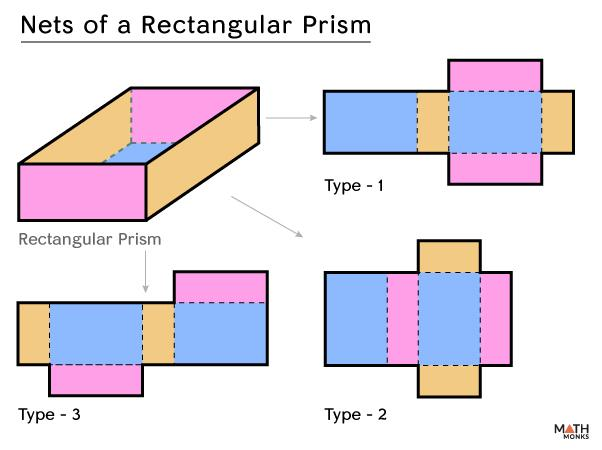 Nets of a Rectangular Prism
Type - 1
Rectangular Prism
Type - 3
Type - 2
MATH
MONKS